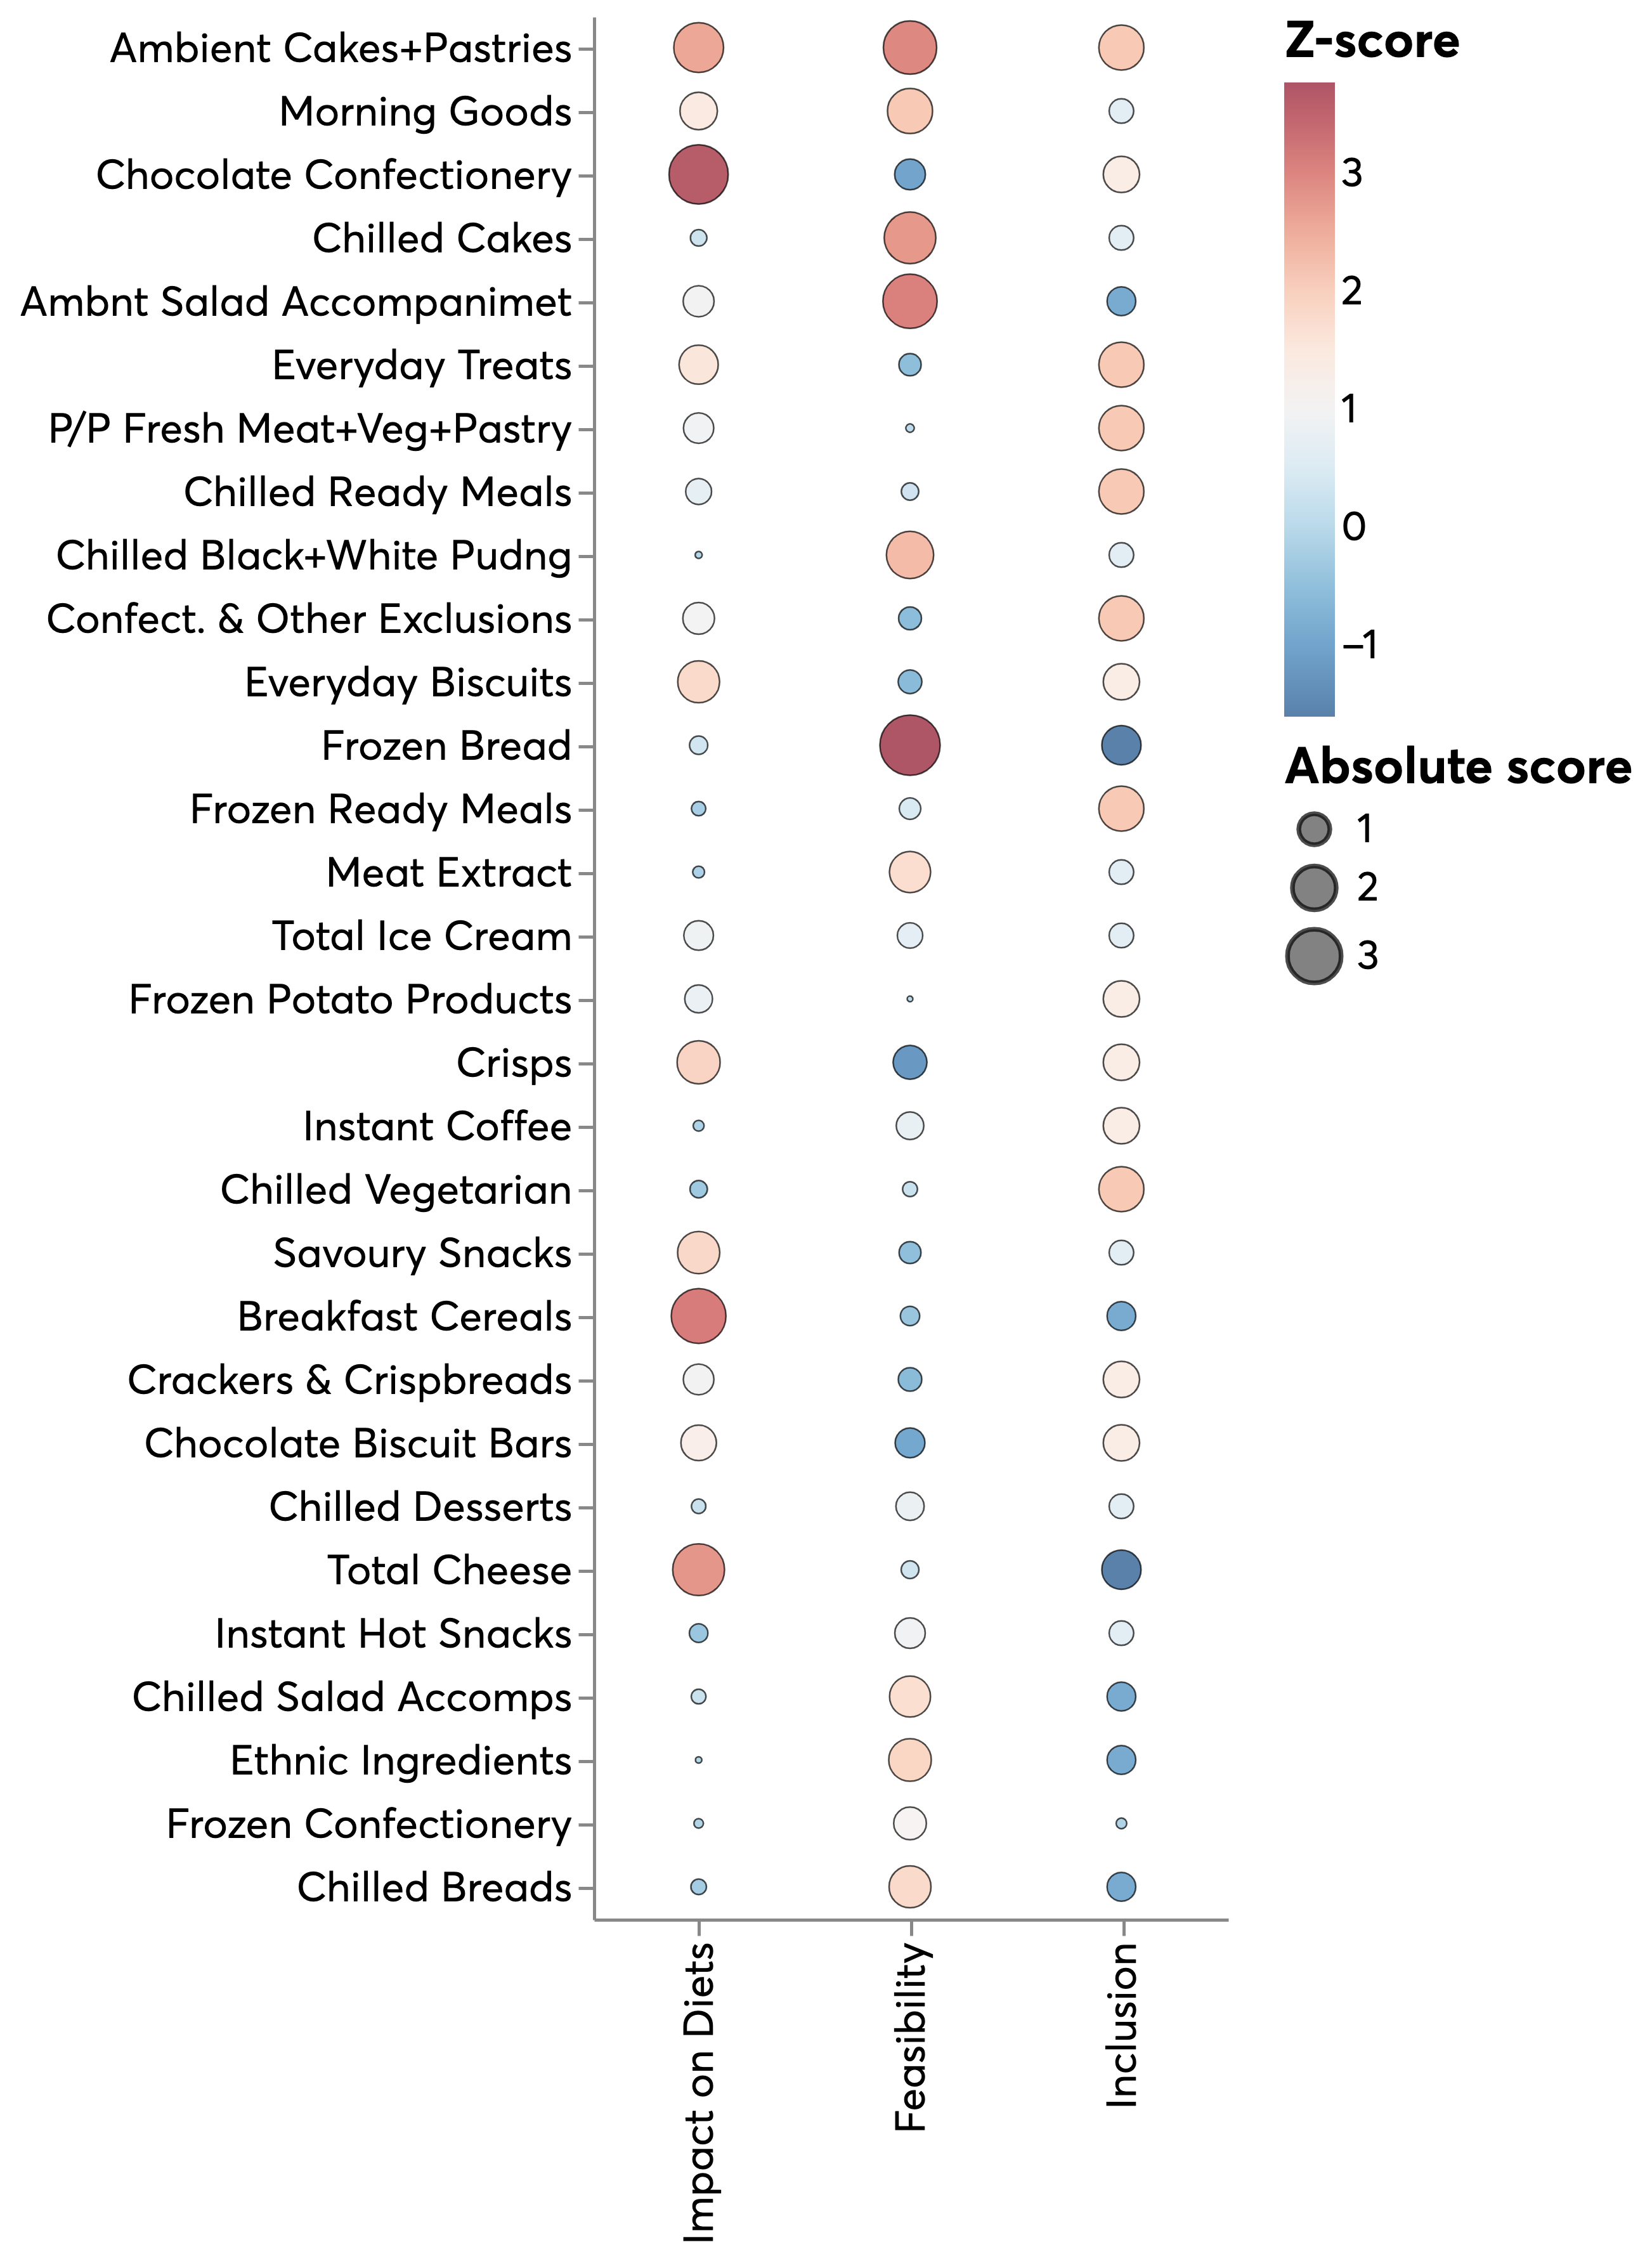 Ambient Cakes+Pastries
Morning Goods
Chocolate Confectionery
Chilled Cakes
Ambnt Salad Accompanimet
Everyday Treats
P/P Fresh Meat+Veg+Pastry
Chilled Ready Meals
Chilled Black+White Pudng
Confect. & Other Exclusions
Everyday Biscuits
Frozen Bread
Frozen Ready Meals
Meat Extract
Total Ice Cream
Frozen Potato Products
Crisps
Instant Coffee
Chilled Vegetarian
Savoury Snacks
Breakfast Cereals
Crackers & Crispbreads
Chocolate Biscuit Bars
Chilled Desserts
Total Cheese
Instant Hot Snacks
Chilled Salad Accomps
Ethnic Ingredients
Frozen Confectionery
Chilled Breads
Impact on Diets
Feasibility
Inclusion
Z-score
3
2
1
0
–1
Absolute score
1
2
3